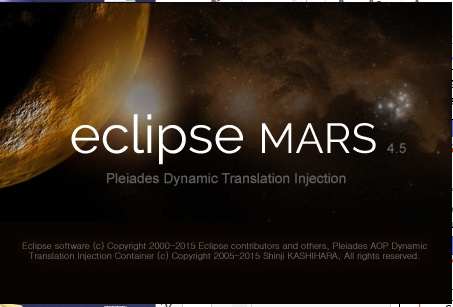 eclipse MARS 4.5
Pleiades Dynamic Translation Injection
Eclipse software (c) Copyright 2000-2015 Eclipse contributors and others, Pleiades AOP Dynamic
Translation Injection Container (c) Copyright 2005-2015 Shinji KASHIHARA, All rights reserved.